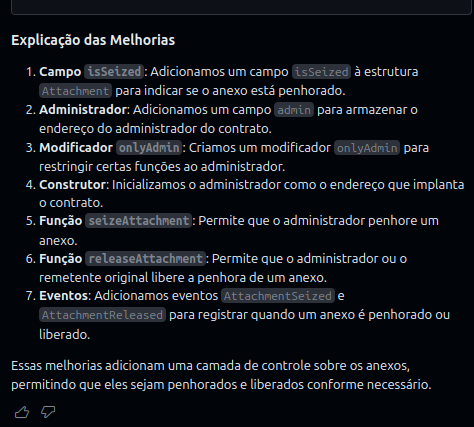 Explicação das Melhorias
1. Campo isSeized: Adicionamos um campo isSeized à estrutura
Attachment para indicar se o anexo está penhorado.
2. Administrador: Adicionamos um campo admin para armazenar o
endereço do administrador do contrato.
3. Modificador onlyAdmin: Criamos um modificador onlyAdmin para
restringir certas funções ao administrador.
4. Construtor: Inicializamos o administrador como o endereço que implanta
o contrato.
5. Função seizeAttachment: Permite que o administrador penhore um
anexo.
6. Função releaseAttachment: Permite que o administrador ou o
remetente original libere a penhora de um anexo.
7. Eventos: Adicionamos eventos AttachmentSeized e
AttachmentReleased para registrar quando um anexo é penhorado ou
liberado.
Essas melhorias adicionam uma camada de controle sobre os anexos,
permitindo que eles sejam penhorados e liberados conforme necessário.